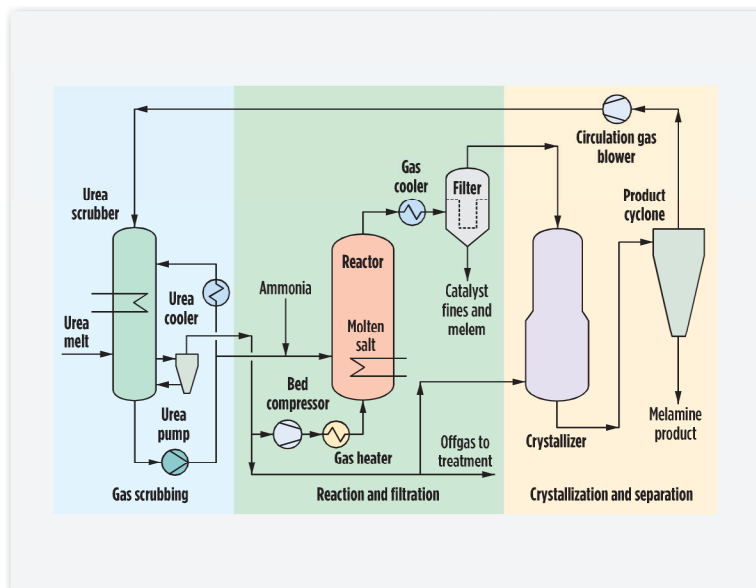 Circulation gas
blower
Urea
scrubber
Gas
cooler
Filter
Product
cyclone
Reactor
Ammonia
Urea
cooler
Catalyst
fines and
melem
Urea
melt
Molten
salt
Bed
compressor
Urea
pump
Gas heater
Offgas to
treatment
Crystallizer
Melamine
product
Gas scrubbing
Reaction and filtration
Crystallization and separation